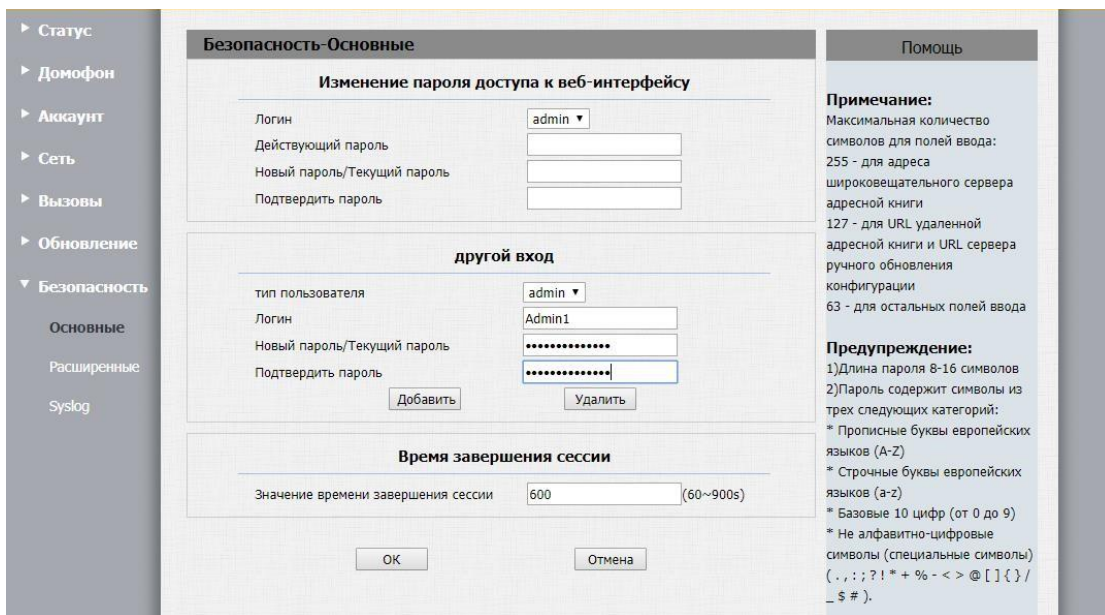 Статус
Домофон
Аккаунт
Сеть
Вызовы
Обновление
Безопасность
Основные
Расширенные
Syslog
Безопасность-Основные
Изменение пароля доступа к веб-интерфейсу
Логин admin
Действующий пароль
Новый пароль/Текущий пароль
Подтвердить пароль
другой вход
тип пользователя admin
Логин Admin1
Новый пароль/Текущий пароль ••••••••••••••
Подтвердить пароль ••••••••••••••
Добавить Удалить
Время завершения сессии
Значение времени завершения сессии 600 (60~900s)
ОК Отмена
Помощь
Примечание:
Максимальная количество
символов для полей ввода:
255 - для адреса
широковещательного сервера
адресной книги
127 - для URL удаленной
адресной книги и URL сервера
ручного обновления
конфигурации
63 - для остальных полей ввода
Предупреждение:
1)Длина пароля 8-16 символов
2)Пароль содержит символы из
трех следующих категорий:
* Прописные буквы европейских
языков (A-Z)
* Строчные буквы европейских
языков (a-z)
* Базовые 10 цифр (от 0 до 9)
* Не алфавитно-цифровые
символы (специальные символы)
( . , : ; ? ! * + % - < > @ [ ] { } /
_ $ # ).